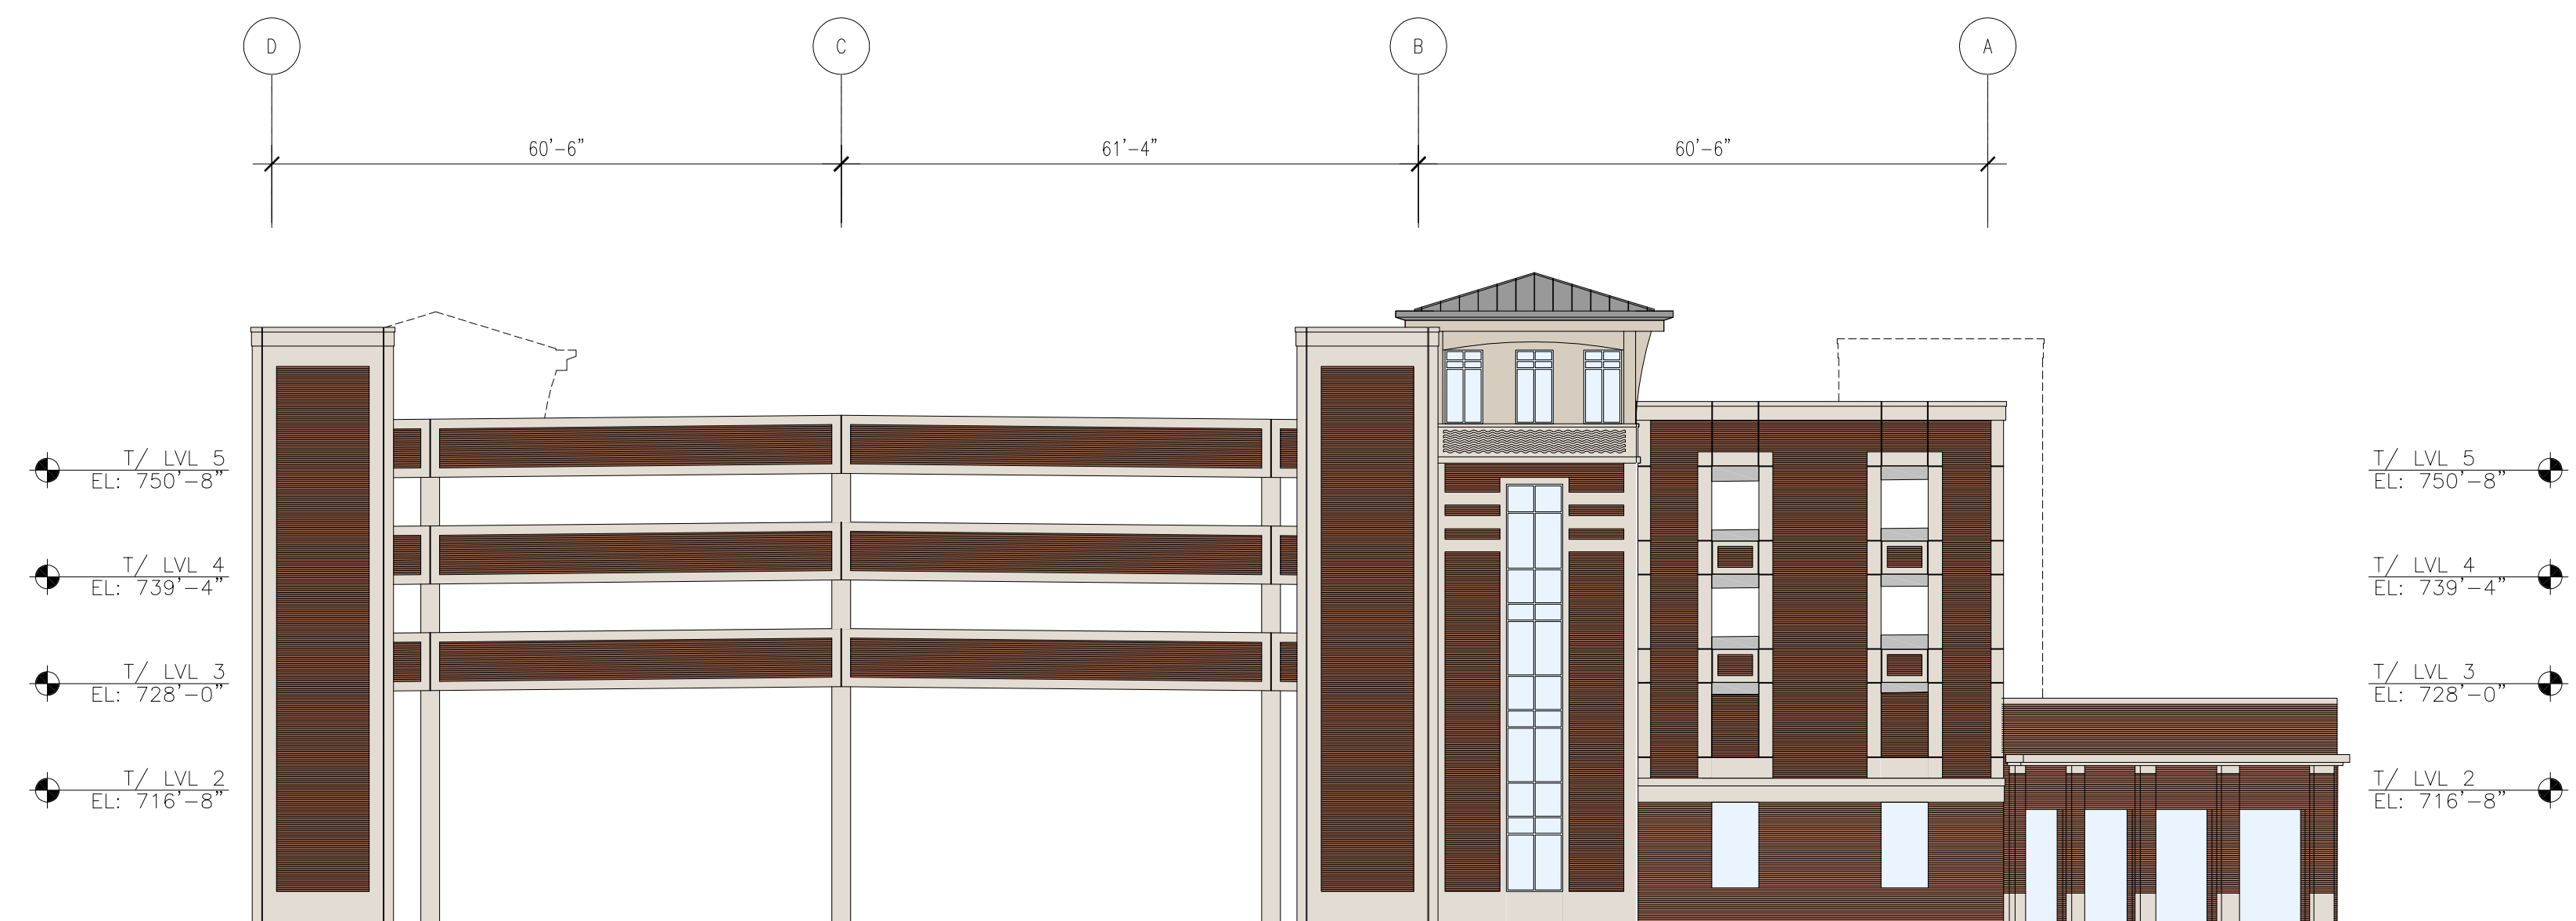 D C B A
60'-6" 61'-4" 60'-6"
T/ LVL 5
EL: 750'-8"
T/ LVL 4
EL: 739'-4"
T/ LVL 3
EL: 728'-0"
T/ LVL 2
EL: 716'-8"
T/ LVL 5
EL: 750'-8"
T/ LVL 4
EL: 739'-4"
T/ LVL 3
EL: 728'-0"
T/ LVL 2
EL: 716'-8"